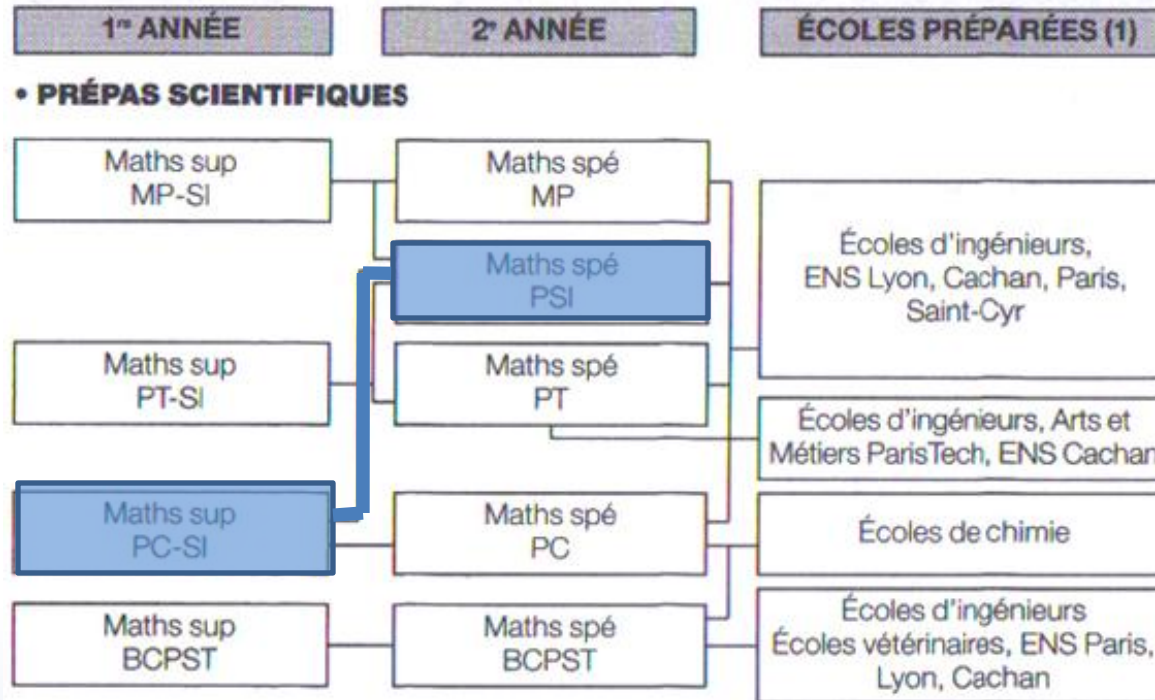 1re ANNÉE
2e ANNÉE
ÉCOLES PRÉPARÉES (1)
• PRÉPAS SCIENTIFIQUES
Maths sup
MP-SI
Maths spé
MP
Écoles d'ingénieurs,
ENS Lyon, Cachan, Paris,
Saint-Cyr
Maths spé
PSI
Maths sup
PT-SI
Maths spé
PT
Écoles d'ingénieurs, Arts et
Métiers ParisTech, ENS Cachan
Maths sup
PC-SI
Maths spé
PC
Écoles de chimie
Maths sup
BCPST
Maths spé
BCPST
Écoles d'ingénieurs
Écoles vétérinaires, ENS Paris,
Lyon, Cachan